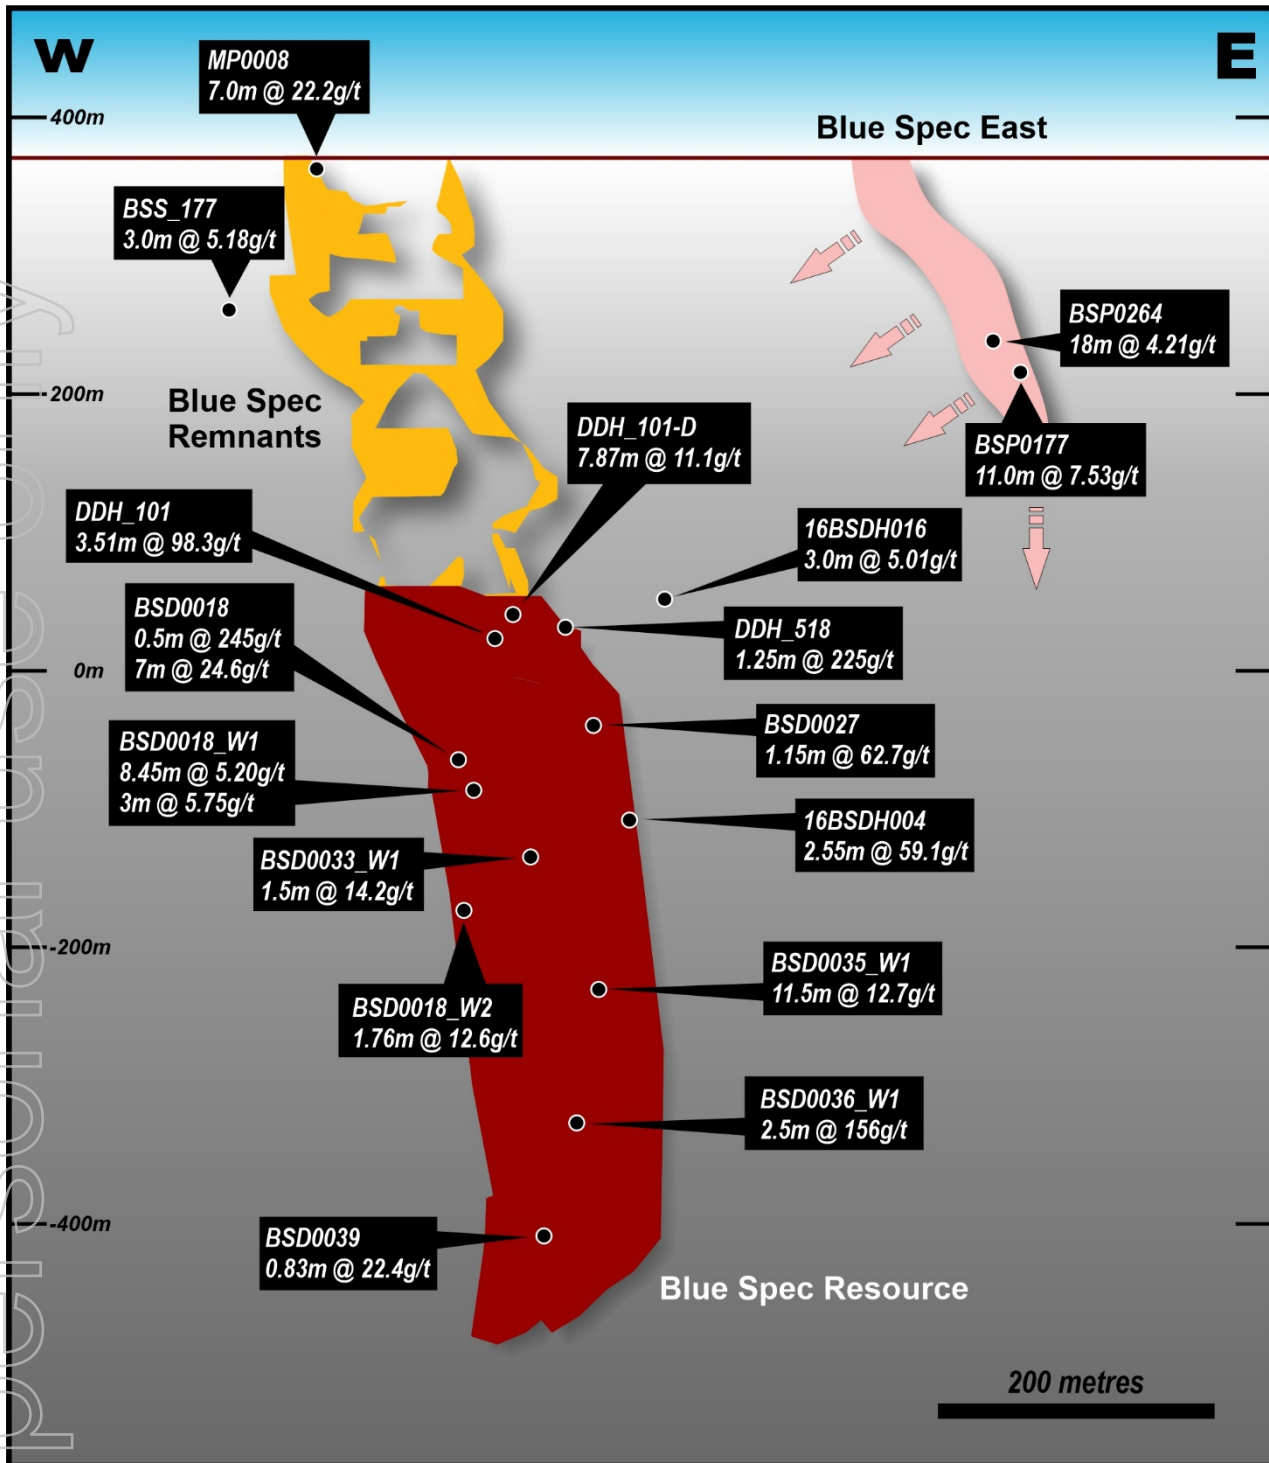 W
E
MP0008
7.0m @ 22.2g/t
400m
Blue Spec East
BSS_177
3.0m @ 5.18g/t
BSP0264
18m @ 4.21g/t
200m
Blue Spec
Remnants
DDH_101-D
7.87m @ 11.1g/t
BSP0177
11.0m @ 7.53g/t
DDH_101
3.51m @ 98.3g/t
16BSDH016
3.0m @ 5.01g/t
BSD0018
0.5m @ 245g/t
7m @ 24.6g/t
DDH_518
1.25m @ 225g/t
0m
BSD0027
1.15m @ 62.7g/t
BSD0018_W1
8.45m @ 5.20g/t
3m @ 5.75g/t
16BSDH004
2.55m @ 59.1g/t
BSD0033_W1
1.5m @ 14.2g/t
-200m
BSD0035_W1
11.5m @ 12.7g/t
BSD0018_W2
1.76m @ 12.6g/t
BSD0036_W1
2.5m @ 156g/t
-400m
BSD0039
0.83m @ 22.4g/t
Blue Spec Resource
200 metres
personal use only